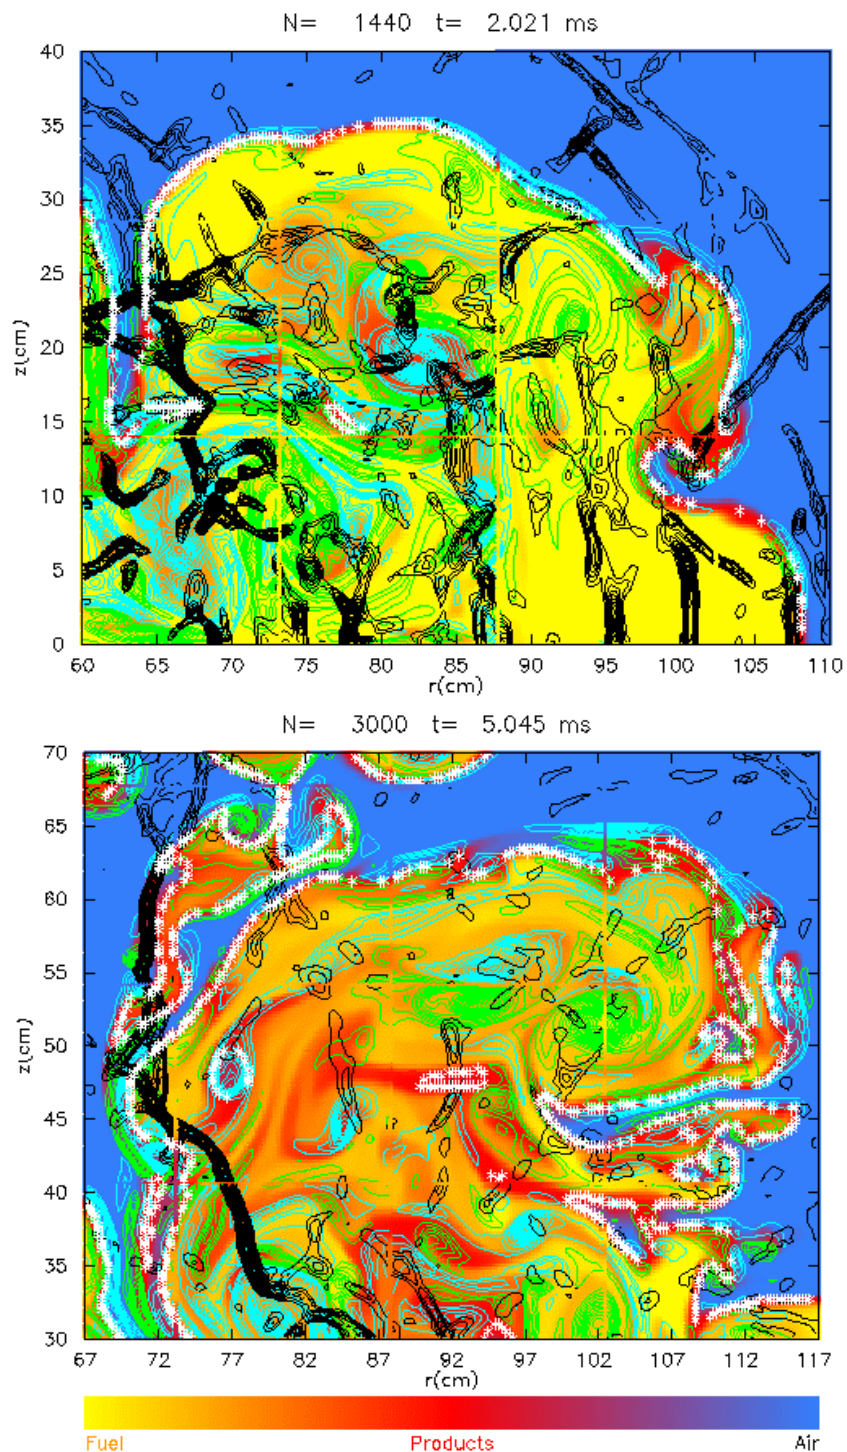 N= 1440 t= 2.021 ms
40
35
30
25
20
15
10
5
0
z(cm)
60 65 70 75 80 85 90 95 100 105 110
r(cm)
N= 3000 t= 5.045 ms
70
65
60
55
50
45
40
35
30
z(cm)
67 72 77 82 87 92 97 102 107 112 117
r(cm)
Fuel Products Air